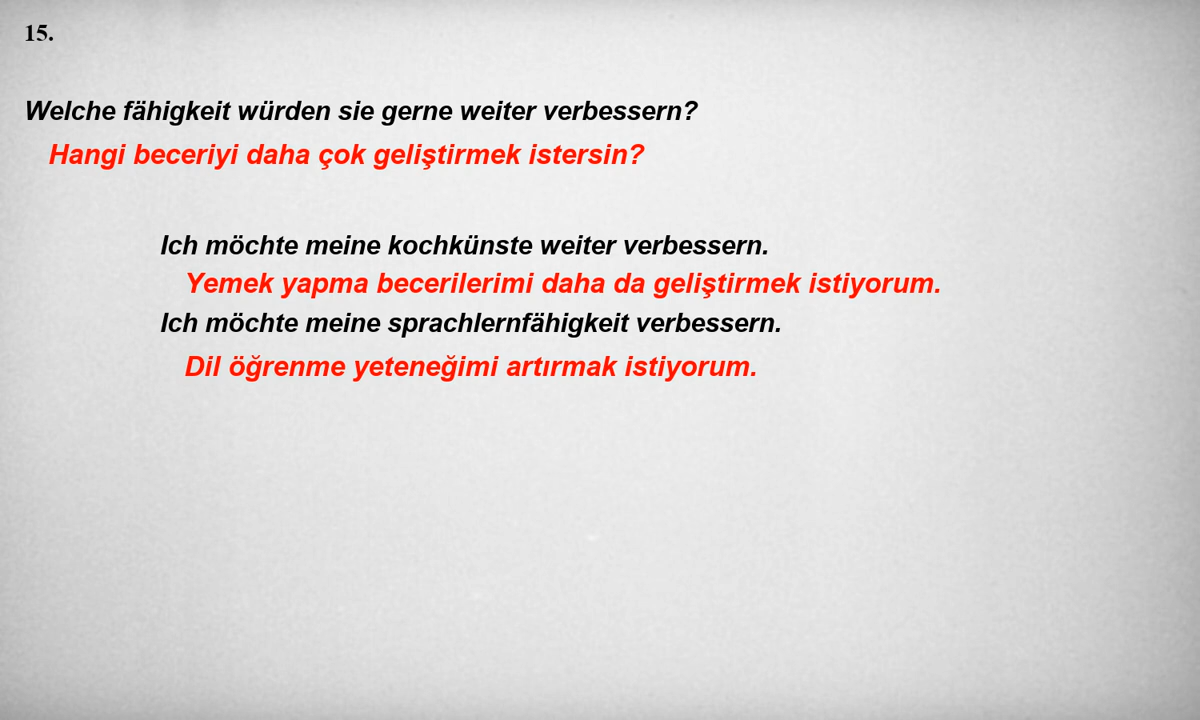 15.
Welche fähigkeit würden sie gerne weiter verbessern?
Hangi beceriyi daha çok geliştirmek istersin?
Ich möchte meine kochkünste weiter verbessern.
Yemek yapma becerilerimi daha da geliştirmek istiyorum.
Ich möchte meine sprachlernfähigkeit verbessern.
Dil öğrenme yeteneğimi artırmak istiyorum.